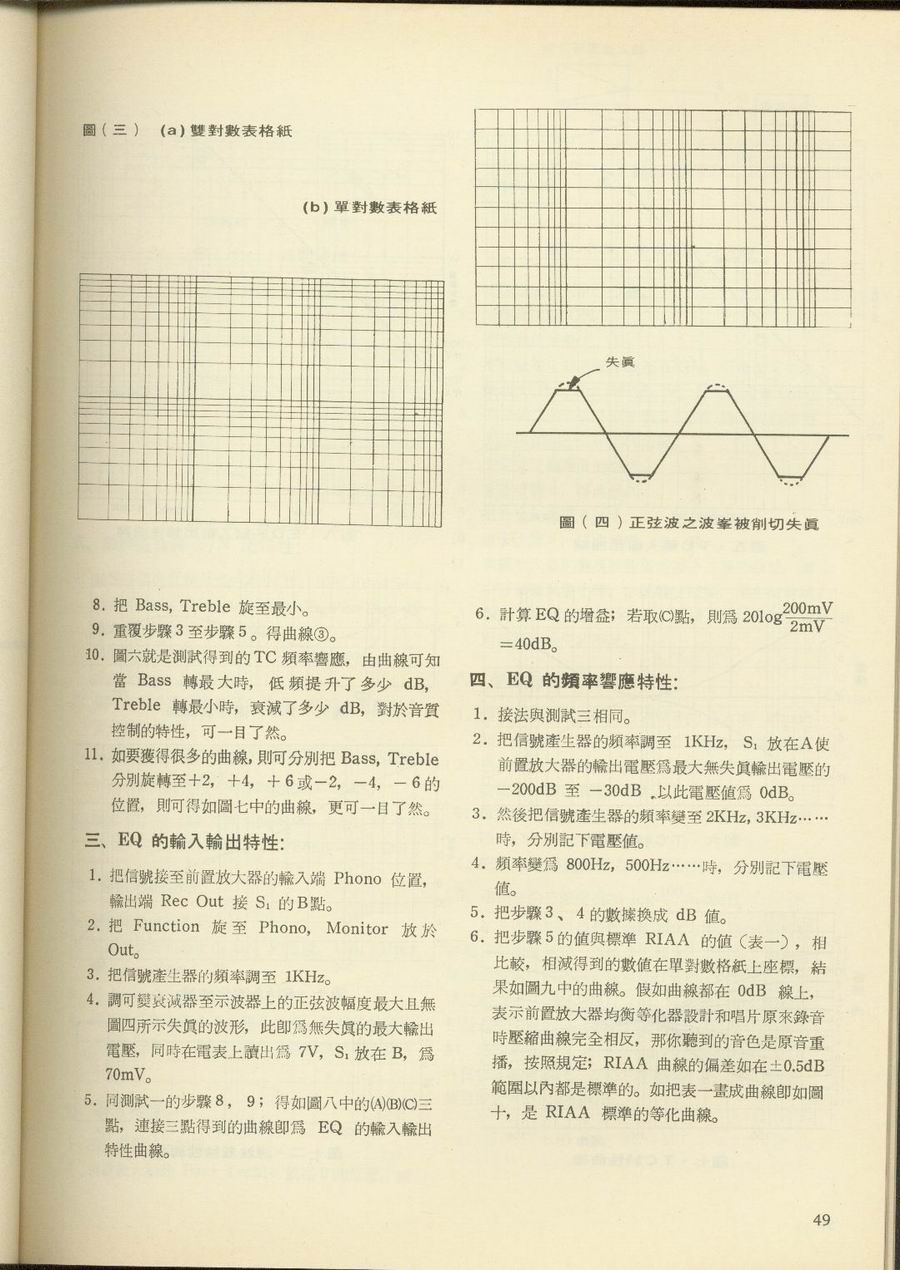 圖(三) (a)雙對數表格紙
(b)單對數表格紙
失眞
圖(四)正弦波之波峯被削切失眞
8. 把 Bass, Treble 旋至最小。
9. 重覆步驟3至步驟5。得曲線③。
10. 圖六就是測試得到的TC 頻率響應，由曲線可知
當 Bass 轉最大時，低頻提升了多少 dB,
Treble 轉最小時，衰減了多少 dB，對於音質
控制的特性，可一目了然。
11. 如要獲得很多的曲線，則可分別把 Bass, Treble
分別旋轉至＋2，＋4，＋6或－2，－4，－6的
位置，則可得如圖七中的曲線，更可一目了然。
三、EQ 的輸入輸出特性：
1. 把信號接至前置放大器的輸入端 Phono 位置，
輸出端 Rec Out 接 S₁ 的B點。
2. 把 Function 旋至 Phono, Monitor 放於
Out。
3. 把信號產生器的頻率調至 1KHz。
4. 調可變衰減器至示波器上的正弦波幅度最大且無
圖四所示失眞的波形，此卽爲無失眞的最大輸出
電壓，同時在電表上讀出爲 7V，S₁ 放在 B，爲
70mV。
5. 同測試一的步驟8，9；得如圖八中的(A)(B)(C)三
點，連接三點得到的曲線卽爲 EQ 的輸入輸出
特性曲線。
6. 計算EQ的增益；若取(C)點，則爲 20log 200mV/2mV
＝40dB。
四、EQ 的頻率響應特性：
1. 接法與測試三相同。
2. 把信號產生器的頻率調至 1KHz，S₁ 放在A使
前置放大器的輸出電壓爲最大無失眞輸出電壓的
－200dB 至 －30dB .以此電壓値爲 0dB。
3. 然後把信號產生器的頻率變至2KHz, 3KHz……
時，分別記下電壓値。
4. 頻率變爲 800Hz, 500Hz……時，分別記下電壓
値。
5. 把步驟3、4的數據換成 dB 値。
6. 把步驟5的値與標準 RIAA 的値（表一），相
比較，相減得到的數値在單對數格紙上座標，結
果如圖九中的曲線。假如曲線都在 0dB 線上，
表示前置放大器均衡等化器設計和唱片原來錄音
時壓縮曲線完全相反，那你聽到的音色是原音重
播，按照規定；RIAA 曲線的偏差如在±0.5dB
範圍以內都是標準的。如把表一畫成曲線卽如圖
十，是 RIAA 標準的等化曲線。
49